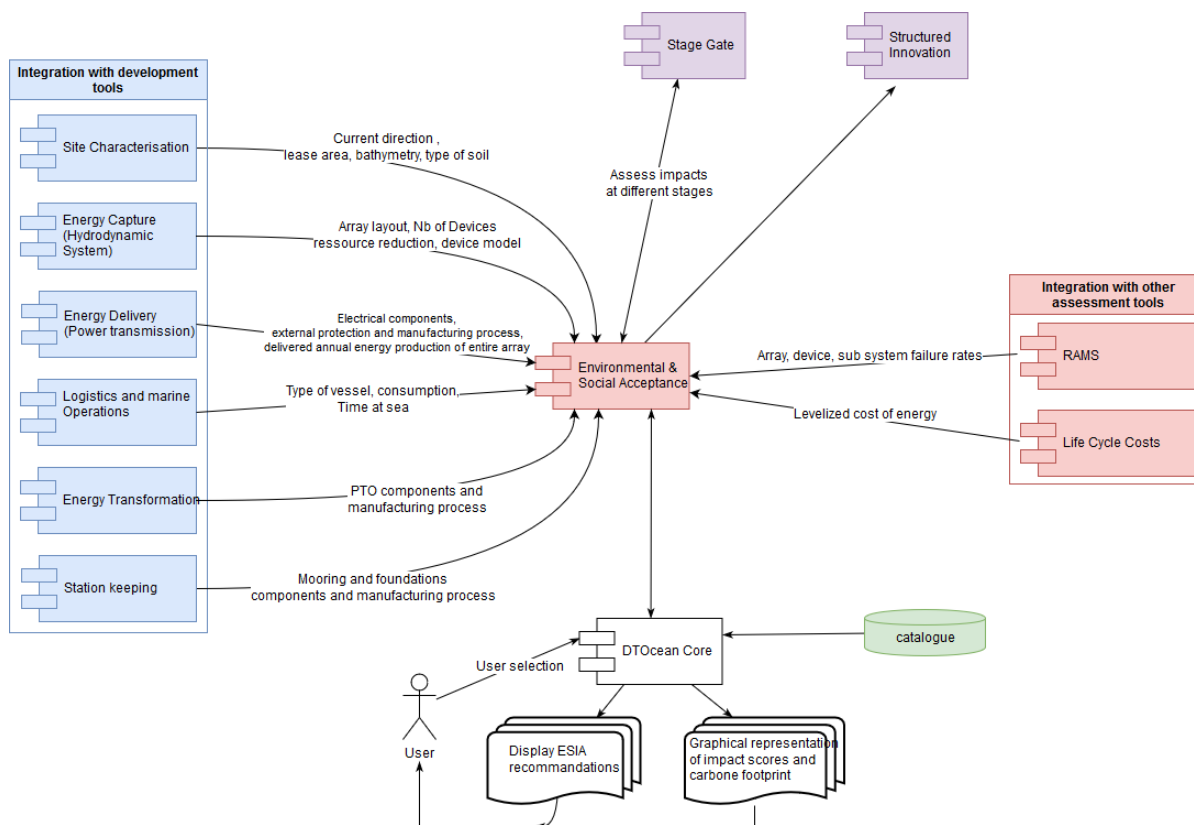 Stage Gate
Structured
Innovation
Integration with development
tools
Site Characterisation
Current direction ,
lease area, bathymetry, type of soil
Assess impacts
at different stages
Energy Capture
(Hydrodynamic
System)
Array layout, Nb of Devices
ressource reduction, device model
Energy Delivery
(Power transmission)
Electrical components,
external protection and manufacturing process,
delivered annual energy production of entire array
Environmental &
Social Acceptance
Integration with other
assessment tools
Array, device, sub system failure rates
RAMS
Logistics and marine
Operations
Type of vessel, consumption,
Time at sea
Levelized cost of energy
Life Cycle Costs
Energy Transformation
PTO components and
manufacturing process
Station keeping
Mooring and foundations
components and manufacturing process
DTOcean Core
catalogue
User selection
User
Display ESIA
recommandations
Graphical representation
of impact scores and
carbone footprint